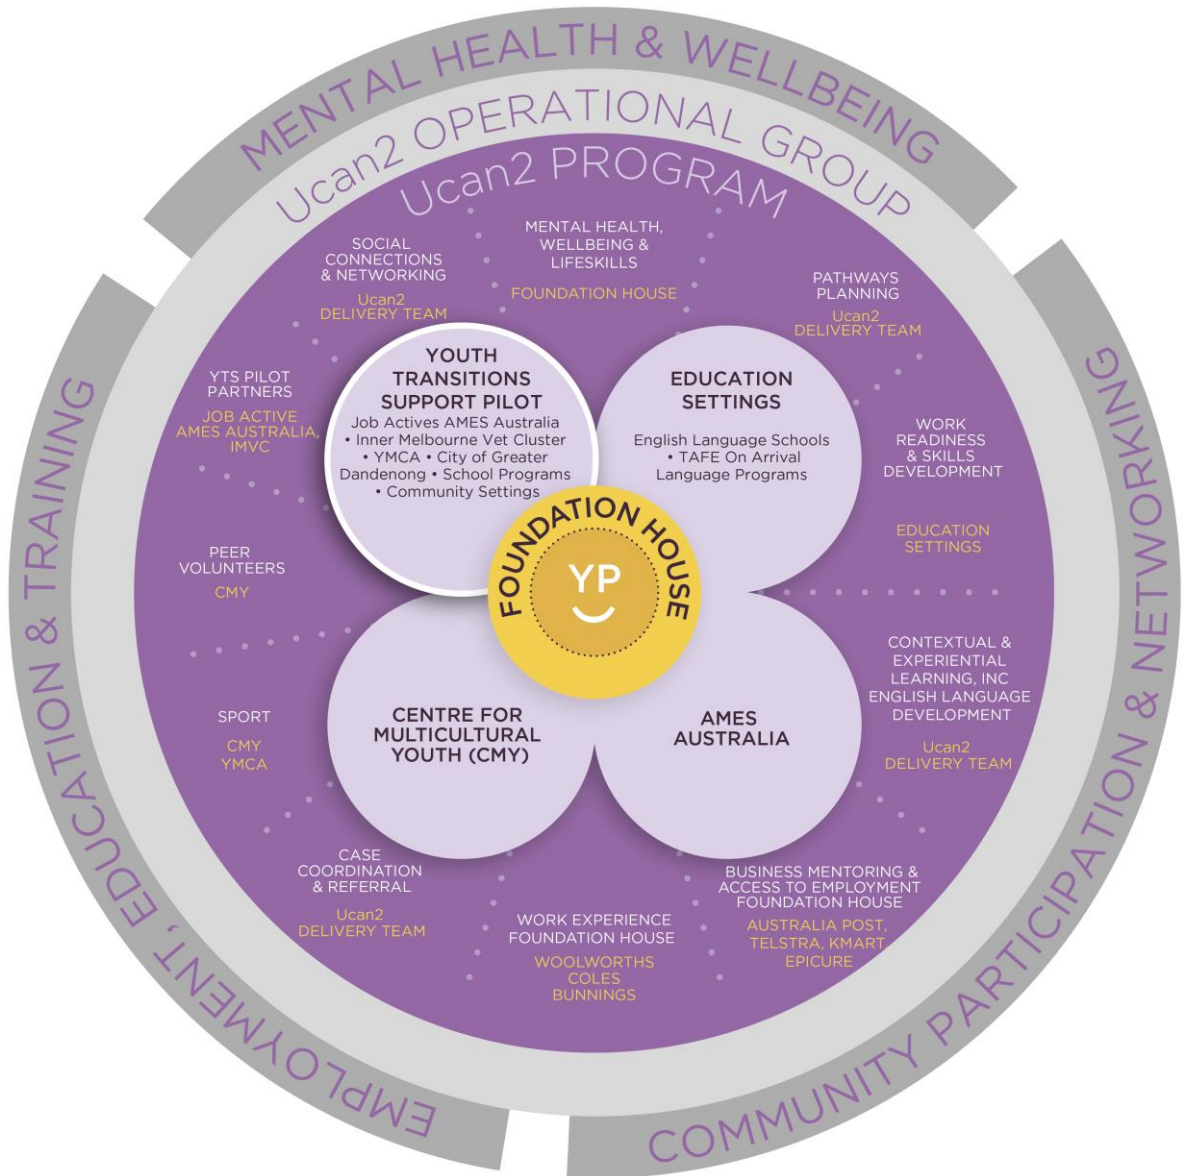 MENTAL HEALTH & WELLBEING
Ucan2 OPERATIONAL GROUP
Ucan2 PROGRAM
MENTAL HEALTH,
WELLBEING &
LIFESKILLS
FOUNDATION HOUSE
PATHWAYS
PLANNING
Ucan2
DELIVERY TEAM
WORK
READINESS
& SKILLS
DEVELOPMENT
EDUCATION
SETTINGS
CONTEXTUAL &
EXPERIENTIAL
LEARNING, INC
ENGLISH LANGUAGE
DEVELOPMENT
Ucan2
DELIVERY TEAM
BUSINESS MENTORING &
ACCESS TO EMPLOYMENT
FOUNDATION HOUSE
AUSTRALIA POST,
TELSTRA, KMART,
EPICURE
WORK EXPERIENCE
FOUNDATION HOUSE
WOOLWORTHS
COLES
BUNNINGS
CASE
COORDINATION
& REFERRAL
Ucan2
DELIVERY TEAM
SPORT
CMY
YMCA
PEER
VOLUNTEERS
CMY
YTS PILOT
PARTNERS
JOB ACTIVE
AMES AUSTRALIA,
IMVC
SOCIAL
CONNECTIONS
& NETWORKING
Ucan2
DELIVERY TEAM
YOUTH
TRANSITIONS
SUPPORT PILOT
Job Actives AMES Australia
• Inner Melbourne Vet Cluster
• YMCA • City of Greater
Dandenong • School Programs
• Community Settings
EDUCATION
SETTINGS
English Language Schools
• TAFE On Arrival
Language Programs
FOUNDATION HOUSE
YP
CENTRE FOR
MULTICULTURAL
YOUTH (CMY)
AMES
AUSTRALIA
COMMUNITY PARTICIPATION & NETWORKING
EMPLOYMENT, EDUCATION & TRAINING